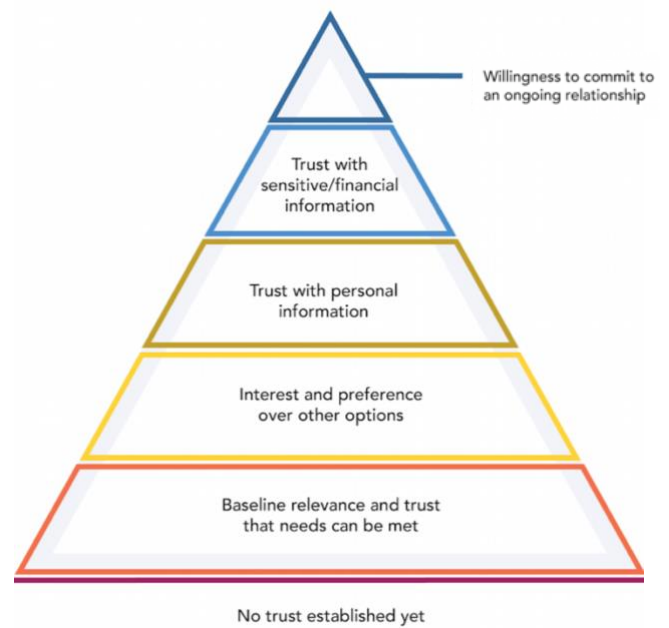 Willingness to commit to
an ongoing relationship
Trust with
sensitive/financial
information
Trust with personal
information
Interest and preference
over other options
Baseline relevance and trust
that needs can be met
No trust established yet